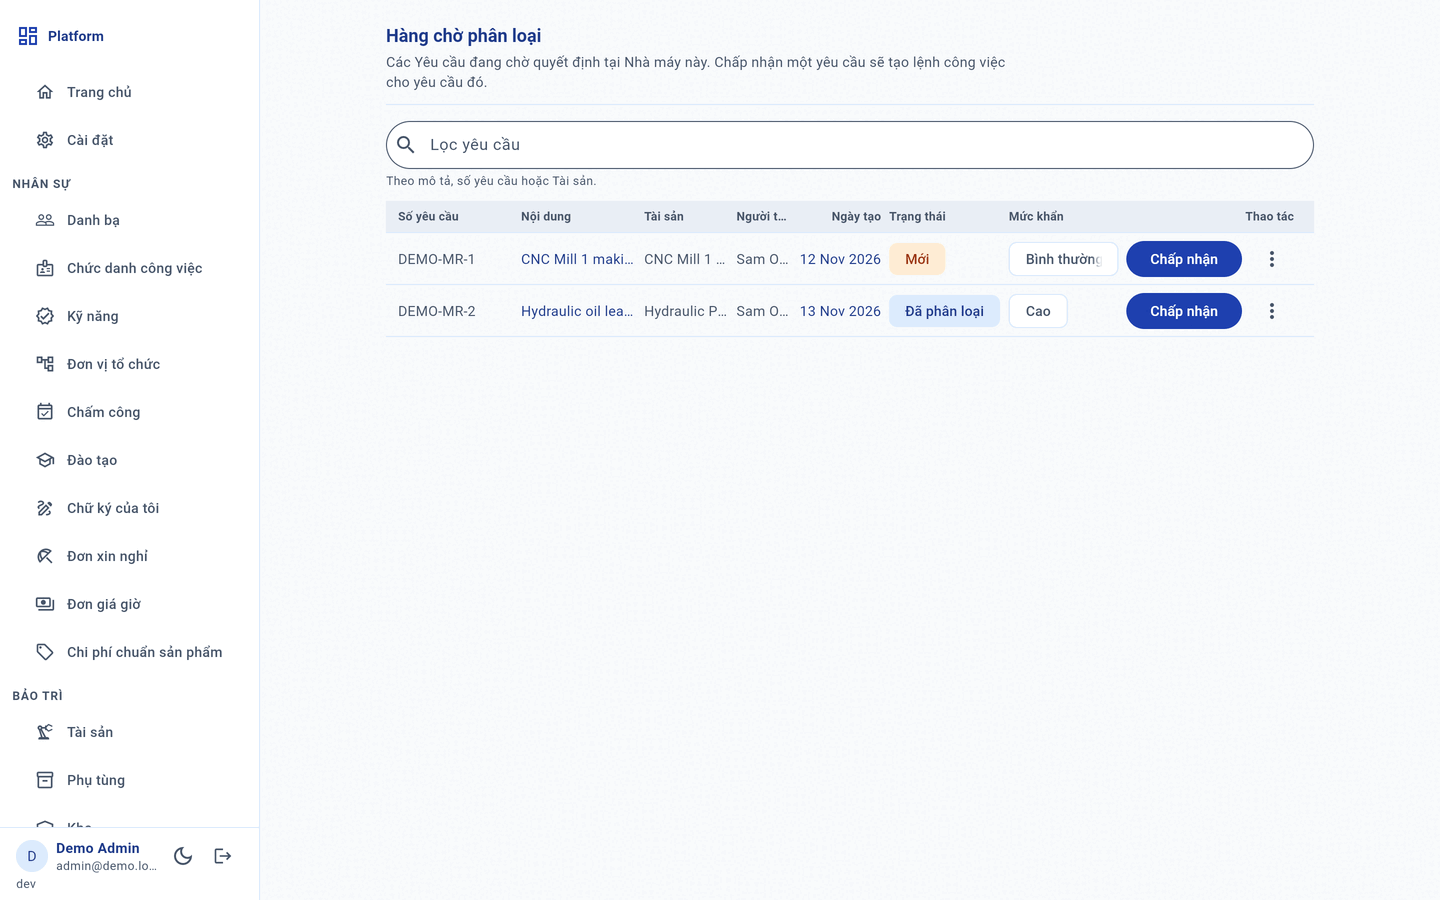 Platform
Trang chủ
Cài đặt
NHÂN SỰ
Danh bạ
Chức danh công việc
Kỹ năng
Đơn vị tổ chức
Chấm công
Đào tạo
Chữ ký của tôi
Đơn xin nghỉ
Đơn giá giờ
Chi phí chuẩn sản phẩm
BẢO TRÌ
Tài sản
Phụ tùng
Kho
D
Demo Admin
admin@demo.lo...
dev
Hàng chờ phân loại
Các Yêu cầu đang chờ quyết định tại Nhà máy này. Chấp nhận một yêu cầu sẽ tạo lệnh công việc
cho yêu cầu đó.
Lọc yêu cầu
Theo mô tả, số yêu cầu hoặc Tài sản.
Số yêu cầu Nội dung Tài sản Người t... Ngày tạo Trạng thái Mức khẩn Thao tác
DEMO-MR-1 CNC Mill 1 maki... CNC Mill 1 ... Sam O... 12 Nov 2026 Mới Bình thường Chấp nhận
DEMO-MR-2 Hydraulic oil lea... Hydraulic P... Sam O... 13 Nov 2026 Đã phân loại Cao Chấp nhận